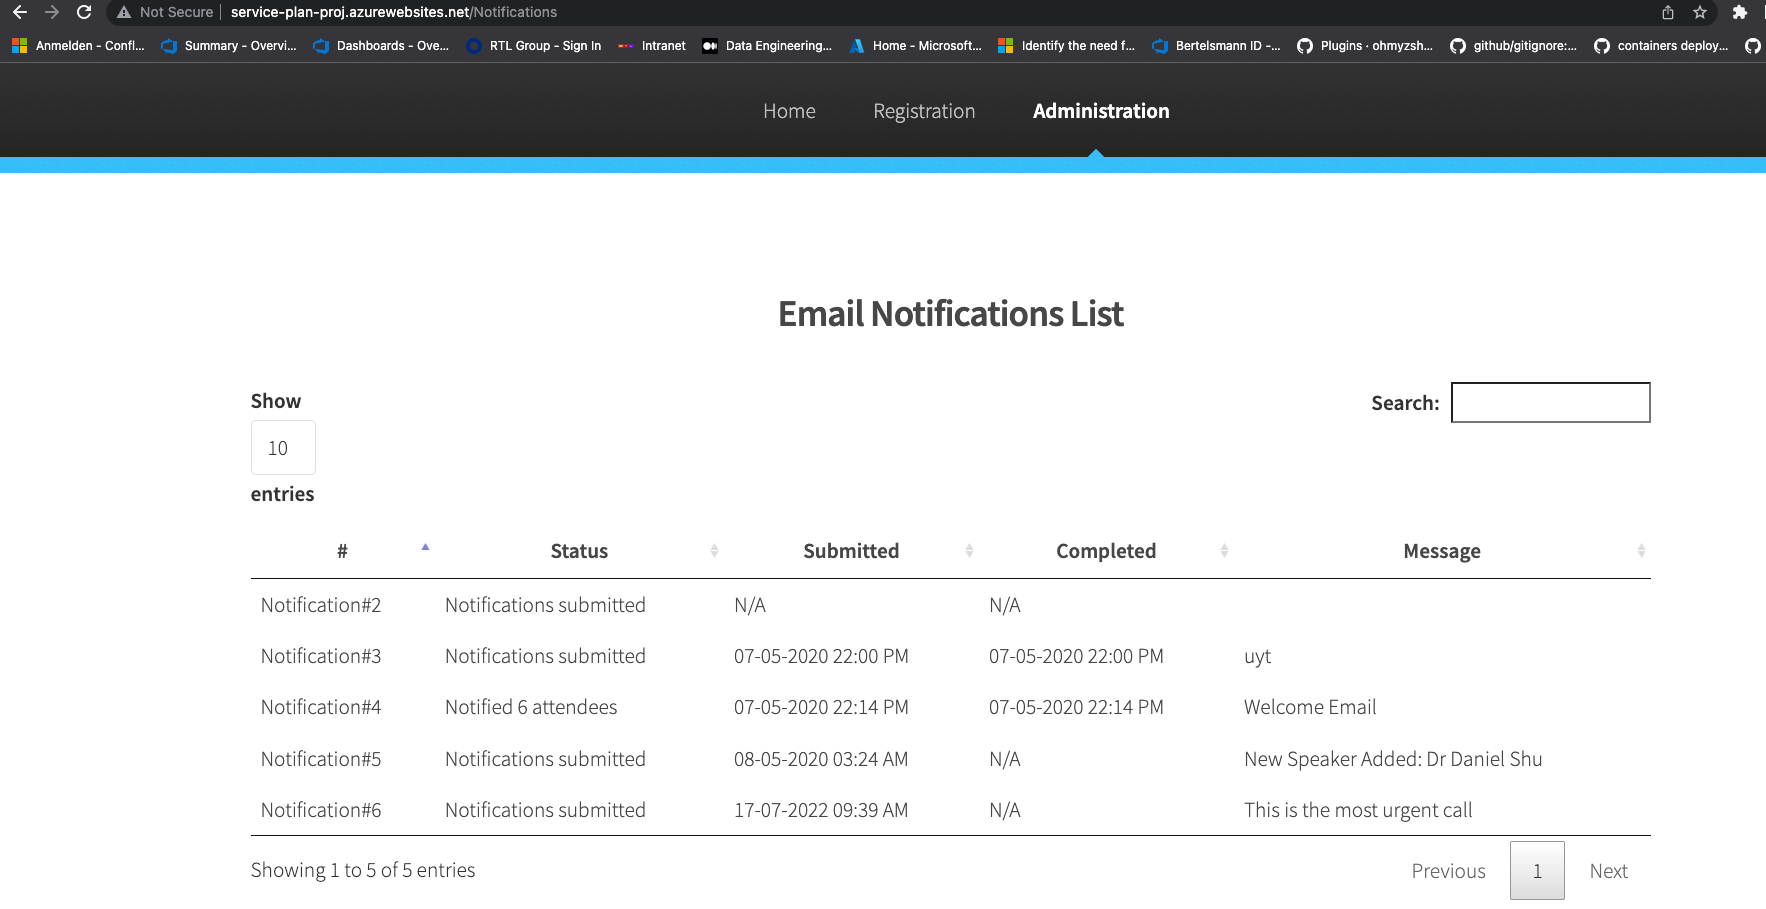 Not Secure | service-plan-proj.azurewebsites.net/Notifications
Anmelden - Confl... Summary - Overvi... Dashboards - Ove... RTL Group - Sign In Intranet Data Engineering... Home - Microsoft... Identify the need f... Bertelsmann ID -... Plugins · ohmyzsh... github/gitignore:... containers deploy...
Home Registration Administration
Email Notifications List
Show
Search:
10
entries
# Status Submitted Completed Message
Notification#2 Notifications submitted N/A N/A
Notification#3 Notifications submitted 07-05-2020 22:00 PM 07-05-2020 22:00 PM uyt
Notification#4 Notified 6 attendees 07-05-2020 22:14 PM 07-05-2020 22:14 PM Welcome Email
Notification#5 Notifications submitted 08-05-2020 03:24 AM N/A New Speaker Added: Dr Daniel Shu
Notification#6 Notifications submitted 17-07-2022 09:39 AM N/A This is the most urgent call
Showing 1 to 5 of 5 entries
Previous 1 Next